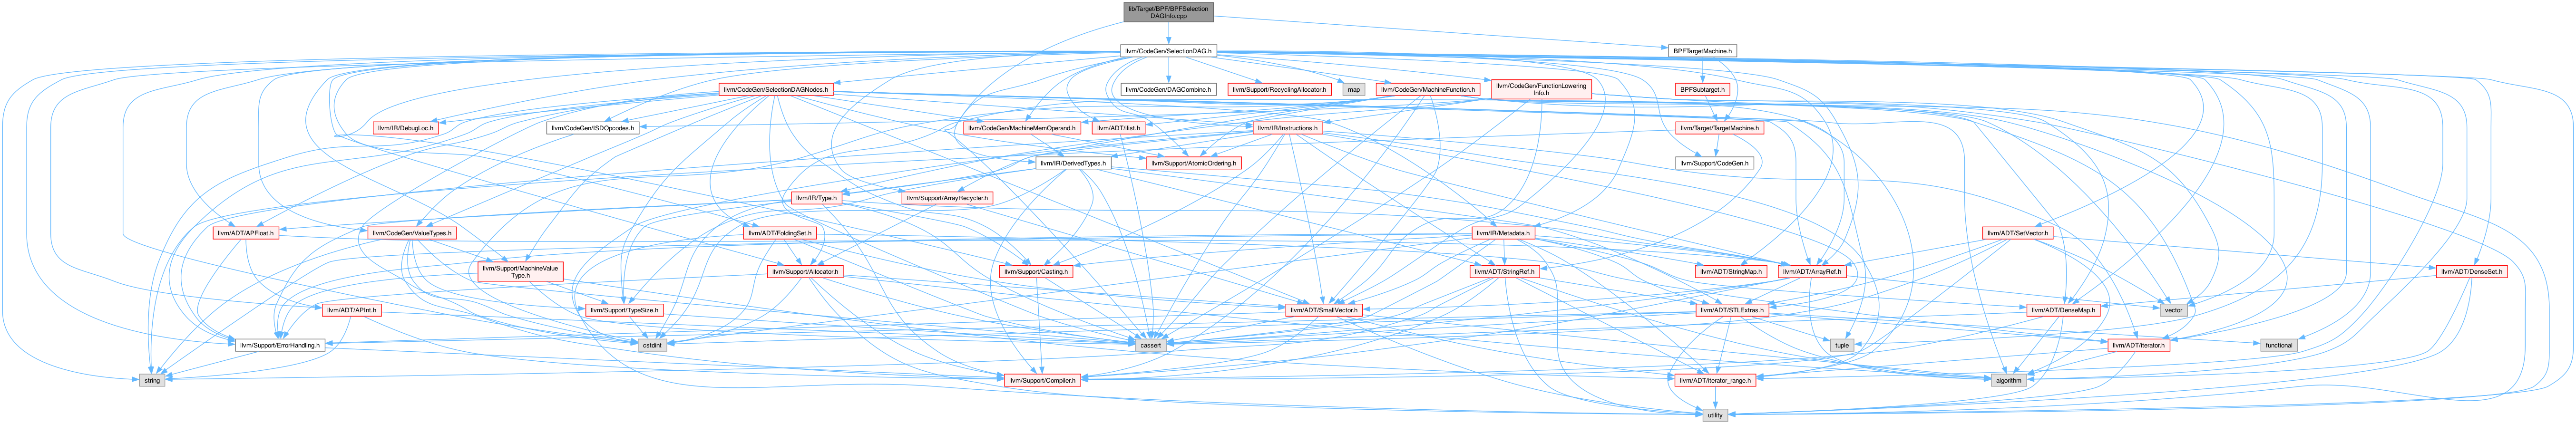 lib/Target/BPF/BPFSelection
DAGInfo.cpp
llvm/CodeGen/SelectionDAG.h
BPFTargetMachine.h
llvm/CodeGen/SelectionDAGNodes.h
llvm/CodeGen/DAGCombine.h
llvm/Support/RecyclingAllocator.h
map
llvm/CodeGen/MachineFunction.h
llvm/CodeGen/FunctionLowering
Info.h
BPFSubtarget.h
llvm/IR/DebugLoc.h
llvm/CodeGen/ISDOpcodes.h
llvm/CodeGen/MachineMemOperand.h
llvm/ADT/ilist.h
llvm/IR/Instructions.h
llvm/Target/TargetMachine.h
llvm/IR/DerivedTypes.h
llvm/Support/AtomicOrdering.h
llvm/Support/CodeGen.h
llvm/IR/Type.h
llvm/Support/ArrayRecycler.h
llvm/ADT/APFloat.h
llvm/CodeGen/ValueTypes.h
llvm/ADT/FoldingSet.h
llvm/IR/Metadata.h
llvm/ADT/SetVector.h
llvm/Support/MachineValue
Type.h
llvm/Support/Allocator.h
llvm/Support/Casting.h
llvm/ADT/StringRef.h
llvm/ADT/StringMap.h
llvm/ADT/ArrayRef.h
llvm/ADT/DenseSet.h
llvm/ADT/APInt.h
llvm/Support/TypeSize.h
llvm/ADT/SmallVector.h
llvm/ADT/STLExtras.h
llvm/ADT/DenseMap.h
vector
llvm/Support/ErrorHandling.h
cstdint
cassert
tuple
llvm/ADT/iterator.h
functional
string
llvm/Support/Compiler.h
llvm/ADT/iterator_range.h
algorithm
utility